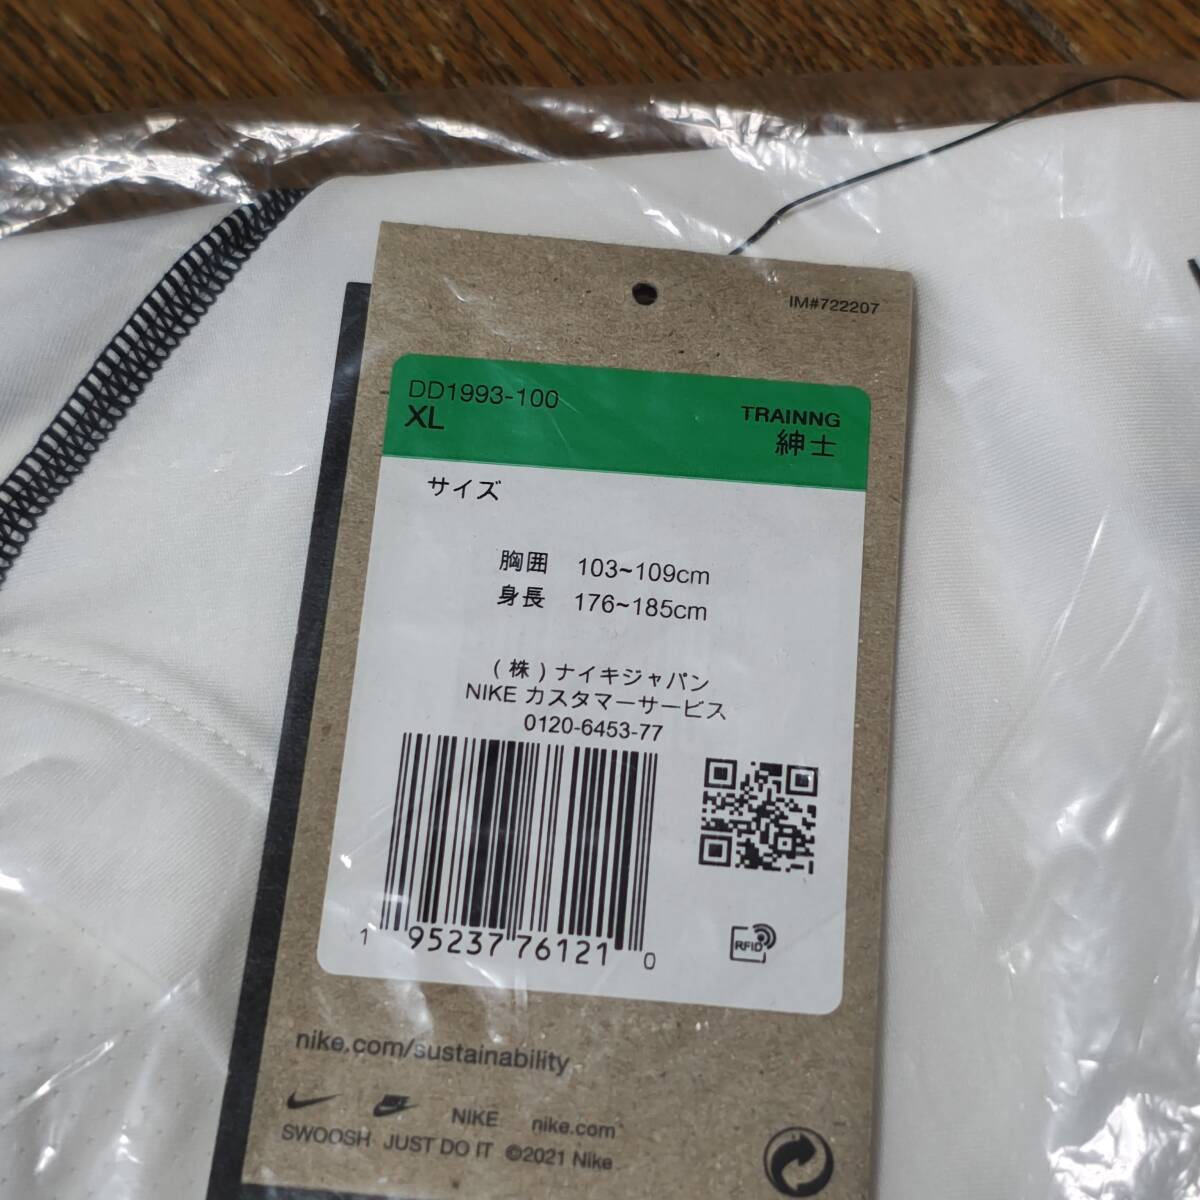 IM#722207
DD1993-100
XL
TRAINNG
紳士
サイズ
胸囲 103~109cm
身長 176~185cm
(株)ナイキジャパン
NIKE カスタマーサービス
0120-6453-77
1 95237 76121 0
RFID
nike.com/sustainability
NIKE nike.com
SWOOSH JUST DO IT ©2021 Nike